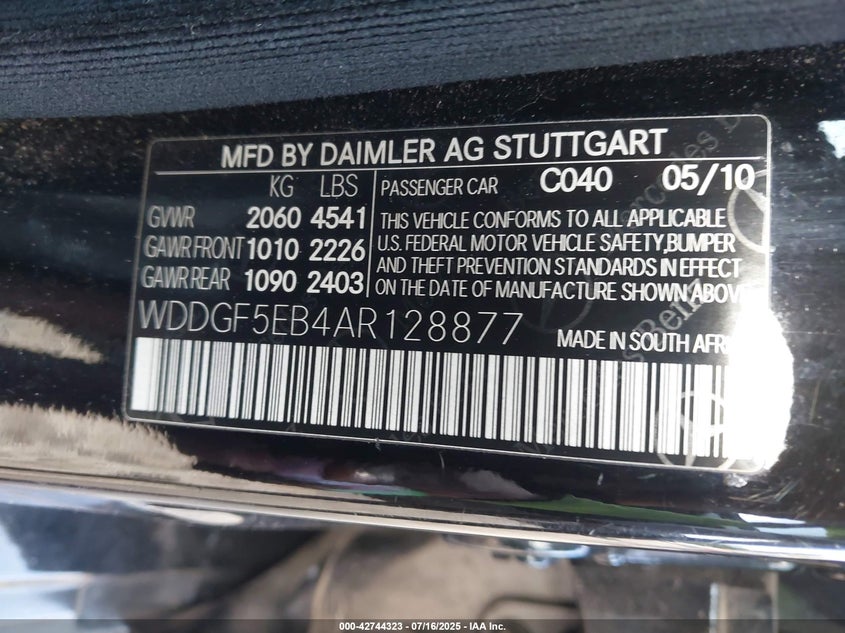 MFD BY DAIMLER AG STUTTGART
KG LBS
GVWR 2060 4541
GAWR FRONT 1010 2226
GAWR REAR 1090 2403
PASSENGER CAR C040 05/10
THIS VEHICLE CONFORMS TO ALL APPLICABLE
U.S. FEDERAL MOTOR VEHICLE SAFETY,BUMPER
AND THEFT PREVENTION STANDARDS IN EFFECT
ON THE DATE OF MANUFACTURE SHOWN ABOVE
WDDGF5EB4AR128877
MADE IN SOUTH AFR
000-42744323 - 07/16/2025 - IAA Inc.